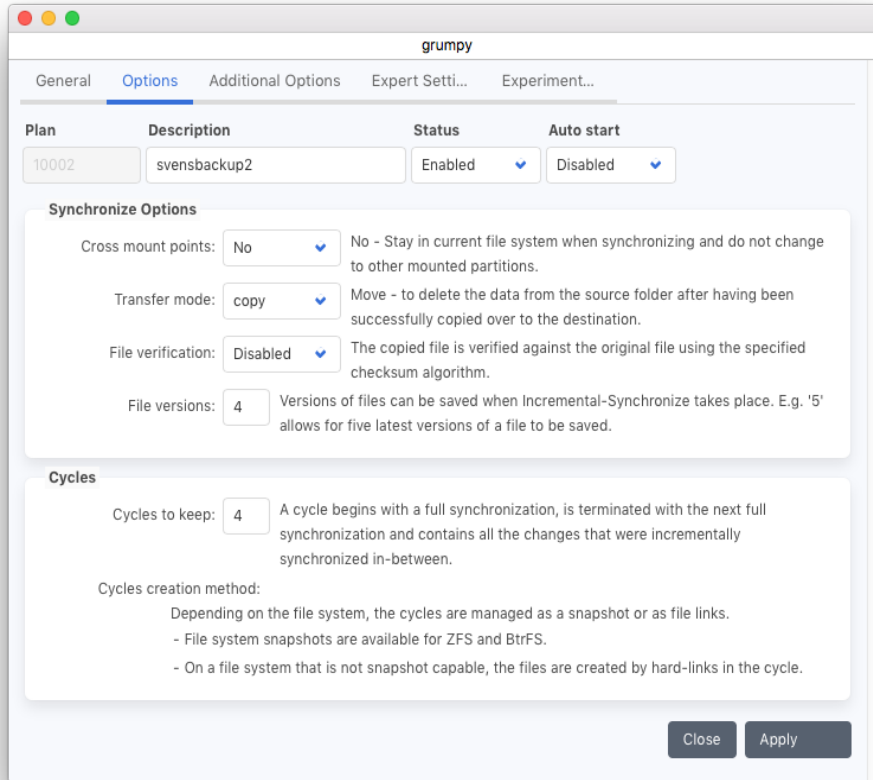 grumpy
General Options Additional Options Expert Setti... Experiment...
Plan Description Status Auto start
10002 svensbackup2 Enabled Disabled
Synchronize Options
Cross mount points: No No - Stay in current file system when synchronizing and do not change
to other mounted partitions.
Transfer mode: copy Move - to delete the data from the source folder after having been
successfully copied over to the destination.
File verification: Disabled The copied file is verified against the original file using the specified
checksum algorithm.
File versions: 4 Versions of files can be saved when Incremental-Synchronize takes place. E.g. '5'
allows for five latest versions of a file to be saved.
Cycles
Cycles to keep: 4 A cycle begins with a full synchronization, is terminated with the next full
synchronization and contains all the changes that were incrementally
synchronized in-between.
Cycles creation method:
Depending on the file system, the cycles are managed as a snapshot or as file links.
- File system snapshots are available for ZFS and BtrFS.
- On a file system that is not snapshot capable, the files are created by hard-links in the cycle.
Close Apply